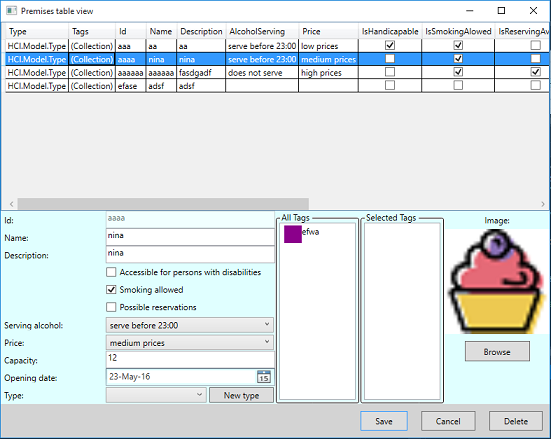 Premises table view
Type Tags Id Name Description AlcoholServing Price IsHandicapable IsSmokingAllowed IsReservingAv
HCI.Model.Type (Collection) aaa aa aa serve before 23:00 low prices
HCI.Model.Type (Collection) aaaa nina nina serve before 23:00 medium prices
HCI.Model.Type (Collection) aaaaaa aaaaaa fasdgadf does not serve high prices
HCI.Model.Type (Collection) efase adsf adsf
Id: aaaa
Name: nina
Description: nina
Accessible for persons with disabilities
Smoking allowed
Possible reservations
Serving alcohol: serve before 23:00
Price: medium prices
Capacity: 12
Opening date: 23-May-16 15
Type: New type
All Tags
efwa
Selected Tags
Image:
Browse
Save Cancel Delete